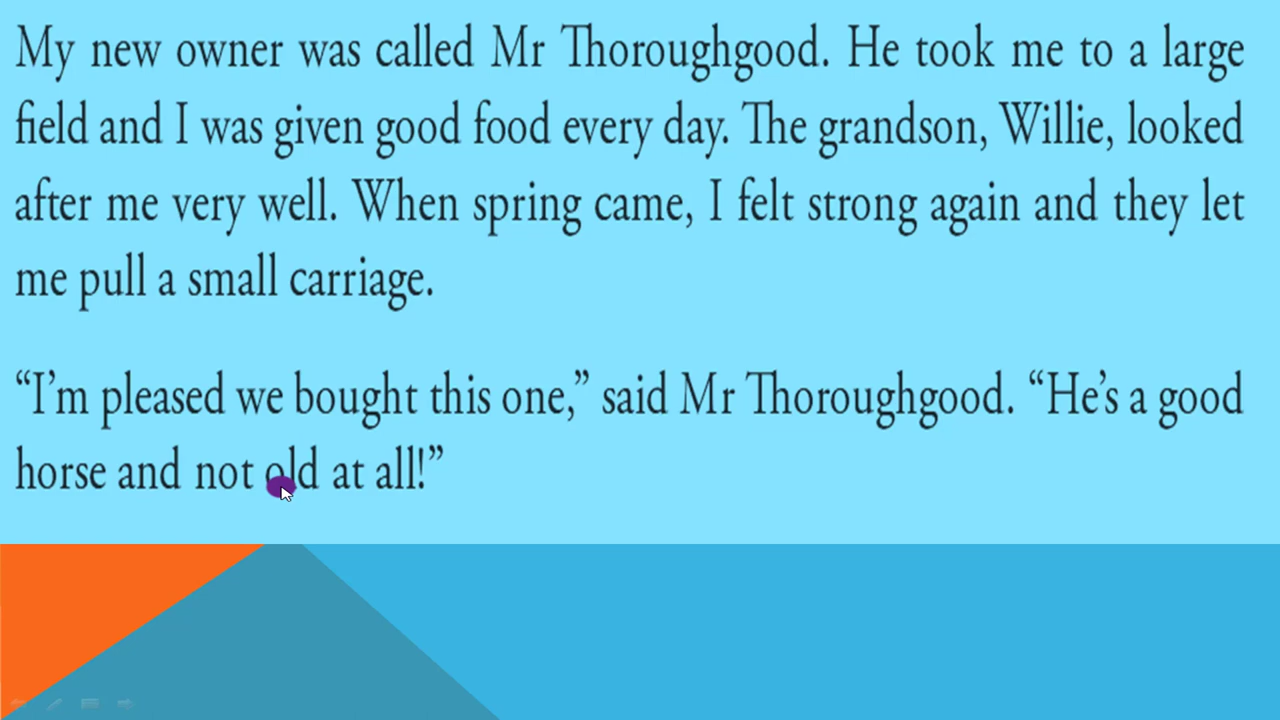 My new owner was called Mr Thoroughgood. He took me to a large
field and I was given good food every day. The grandson, Willie, looked
after me very well. When spring came, I felt strong again and they let
me pull a small carriage.
“I’m pleased we bought this one,” said Mr Thoroughgood. “He’s a good
horse and not old at all!”